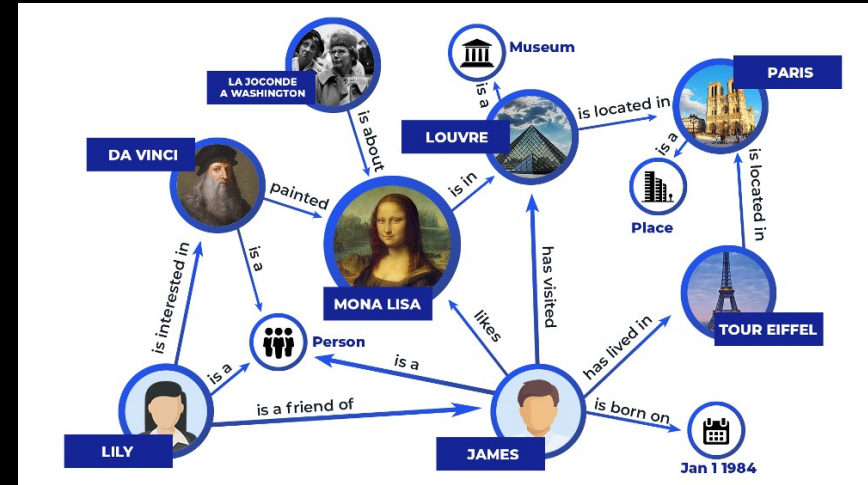 Museum
PARIS
LA JOCONDE
A WASHINGTON
is a
is located in
LOUVRE
is about
is a
DA VINCI
is in
is located in
painted
Place
is a
is interested in
has visited
MONA LISA
likes
TOUR EIFFEL
Person
has lived in
is a
is a
is a friend of
is born on
LILY
JAMES
Jan 1 1984